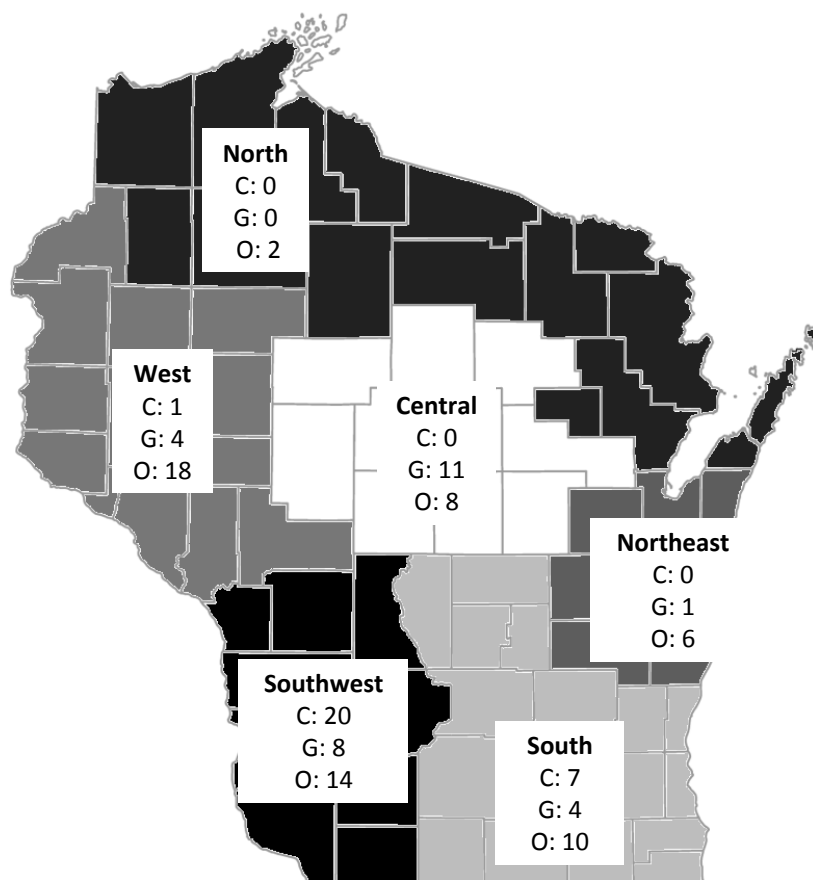 North
C: 0
G: 0
O: 2
West
C: 1
G: 4
O: 18
Central
C: 0
G: 11
O: 8
Northeast
C: 0
G: 1
O: 6
Southwest
C: 20
G: 8
O: 14
South
C: 7
G: 4
O: 10